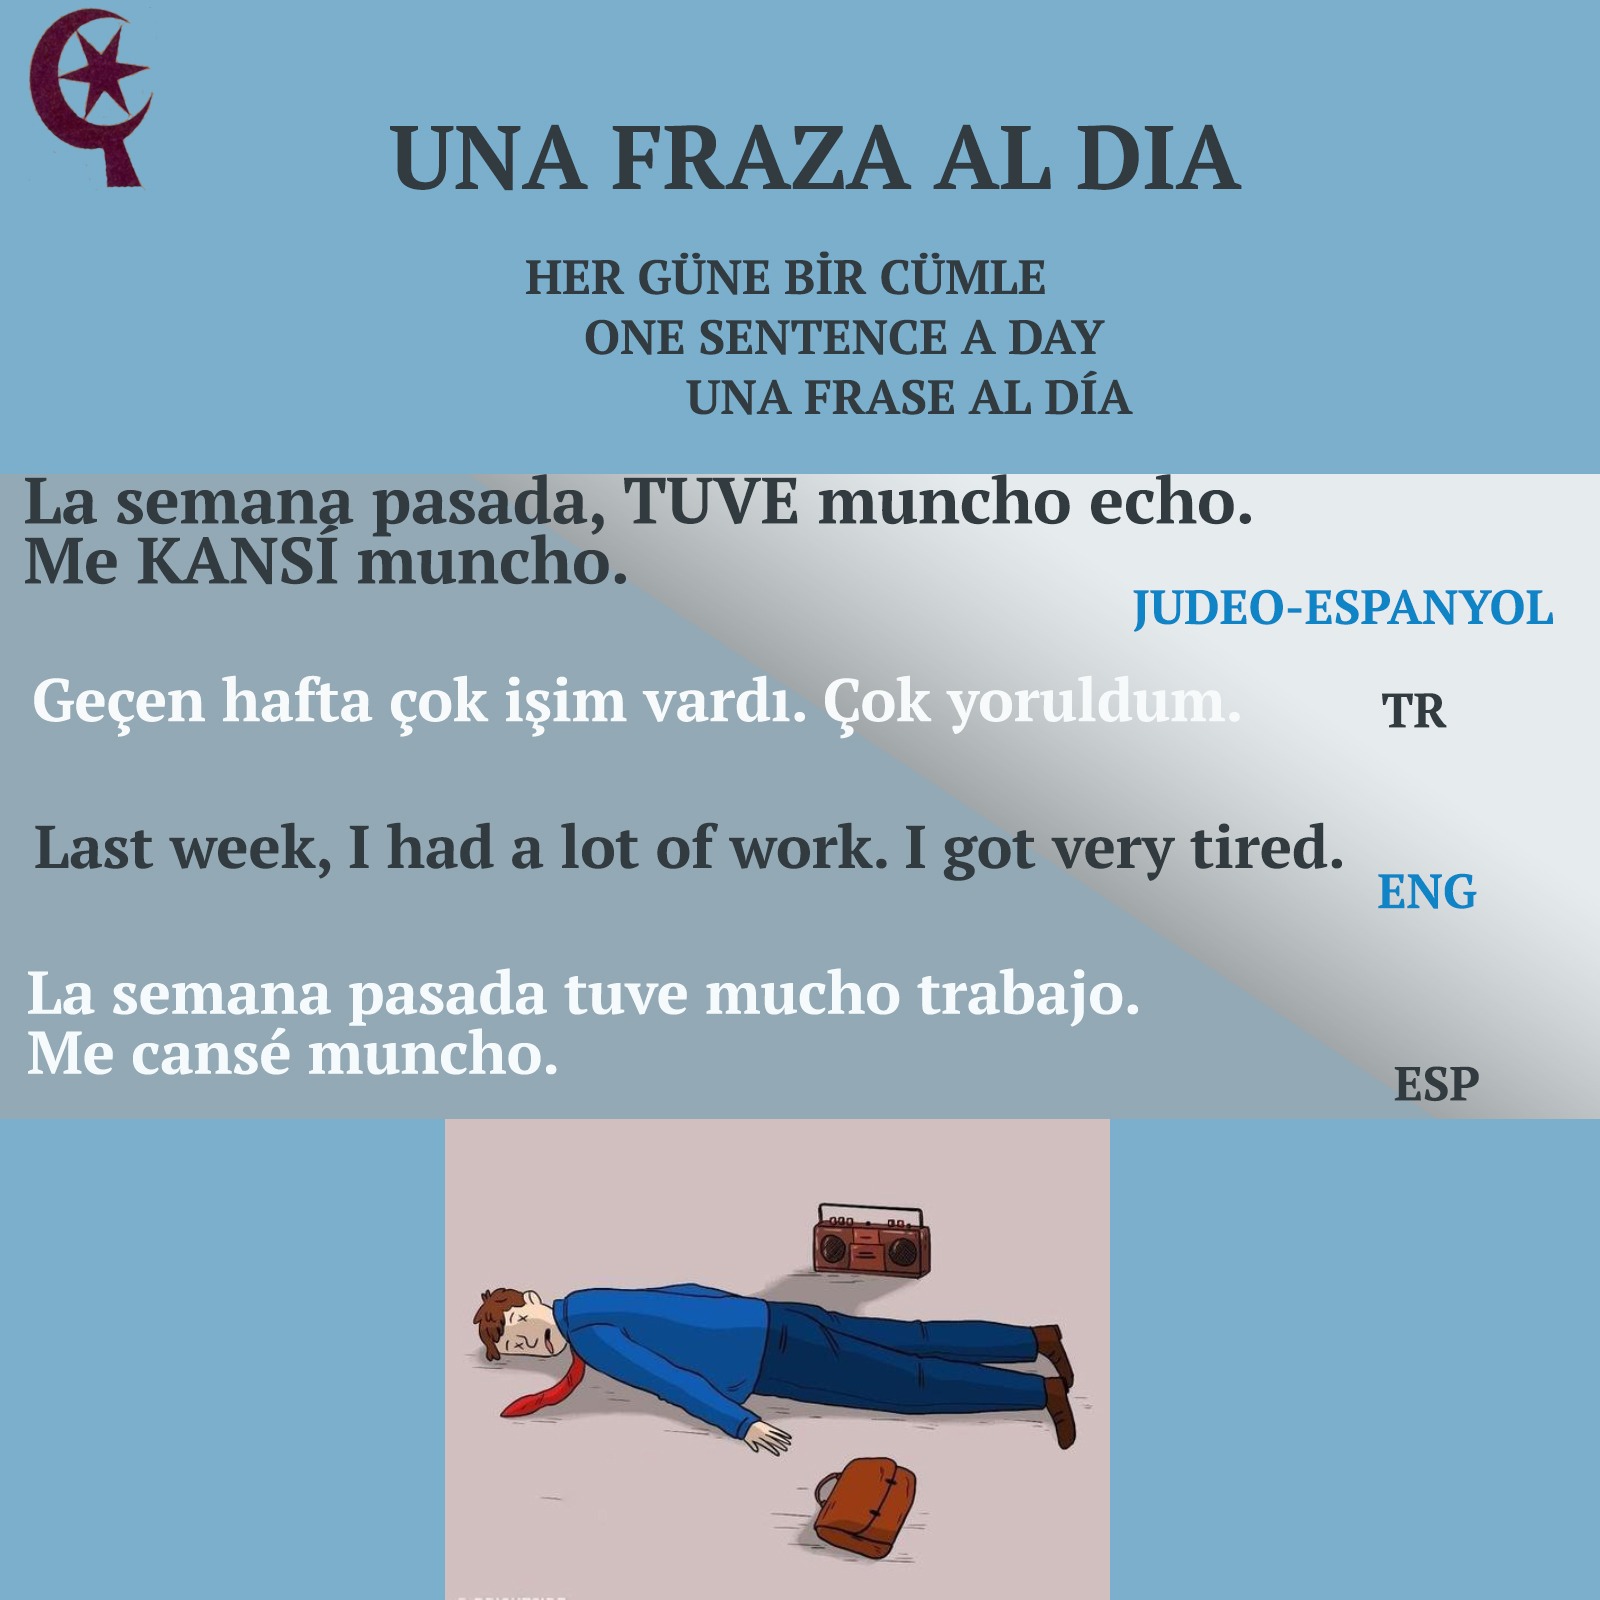 UNA FRAZA AL DIA
HER GÜNE BİR CÜMLE
ONE SENTENCE A DAY
UNA FRASE AL DÍA
La semana pasada, TUVE muncho echo.
Me KANSÍ muncho.
JUDEO-ESPANYOL
Geçen hafta çok işim vardı. Çok yoruldum.
TR
Last week, I had a lot of work. I got very tired.
ENG
La semana pasada tuve mucho trabajo.
Me cansé muncho.
ESP